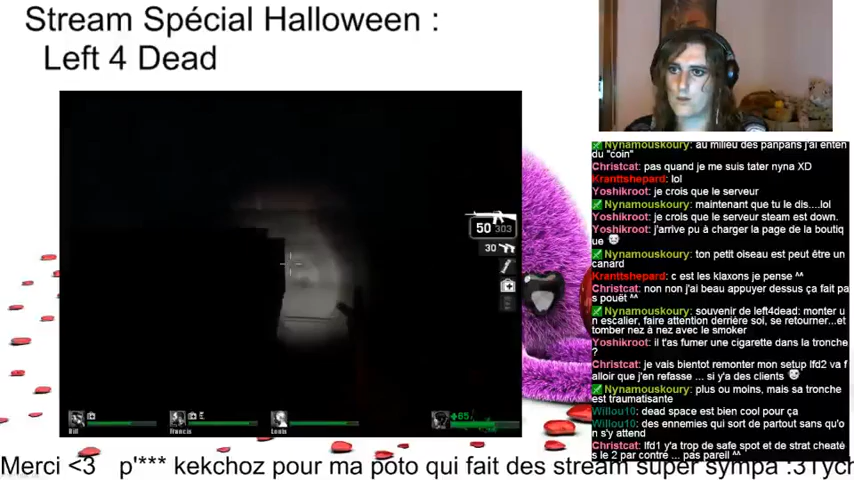 Stream Spécial Halloween :
Left 4 Dead
50 303
30
Bill
Francis
Louis
+65
Nynamouskoury: au milieu des panpans j'ai enten
du "coin"
Christcat: pas quand je me suis tater nyna XD
Kranttshepard: lol
Yoshikroot: je crois que le serveur
Nynamouskoury: maintenant que tu le dis....lol
Yoshikroot: je crois que le serveur steam est down.
Yoshikroot: j'arrive pu à charger la page de la boutiq
ue
Nynamouskoury: ton petit oiseau est peut être un
canard
Kranttshepard: c est les klaxons je pense ^^
Christcat: non non j'ai beau appuyer dessus ça fait pa
s pouêt ^^
Nynamouskoury: souvenir de left4dead: monter u
n escalier, faire attention derrière soi, se retourner...et
tomber nez à nez avec le smoker
Yoshikroot: il t'as fumer une cigarette dans la tronche
?
Christcat: je vais bientot remonter mon setup lfd2 va f
alloir que j'en refasse ... si y'a des clients
Nynamouskoury: plus ou moins, mais sa tronche
est traumatisante
Willou10: dead space est bien cool pour ça
Willou10: des ennemies qui sort de partout sans qu'o
n s'y attend
Christcat: lfd1 y'a trop de safe spot et de strat cheaté
s le 2 par contré ... pas pareil ^^
Merci <3 p'*** kekchoz pour ma poto qui fait des stream super sympa :3Tych